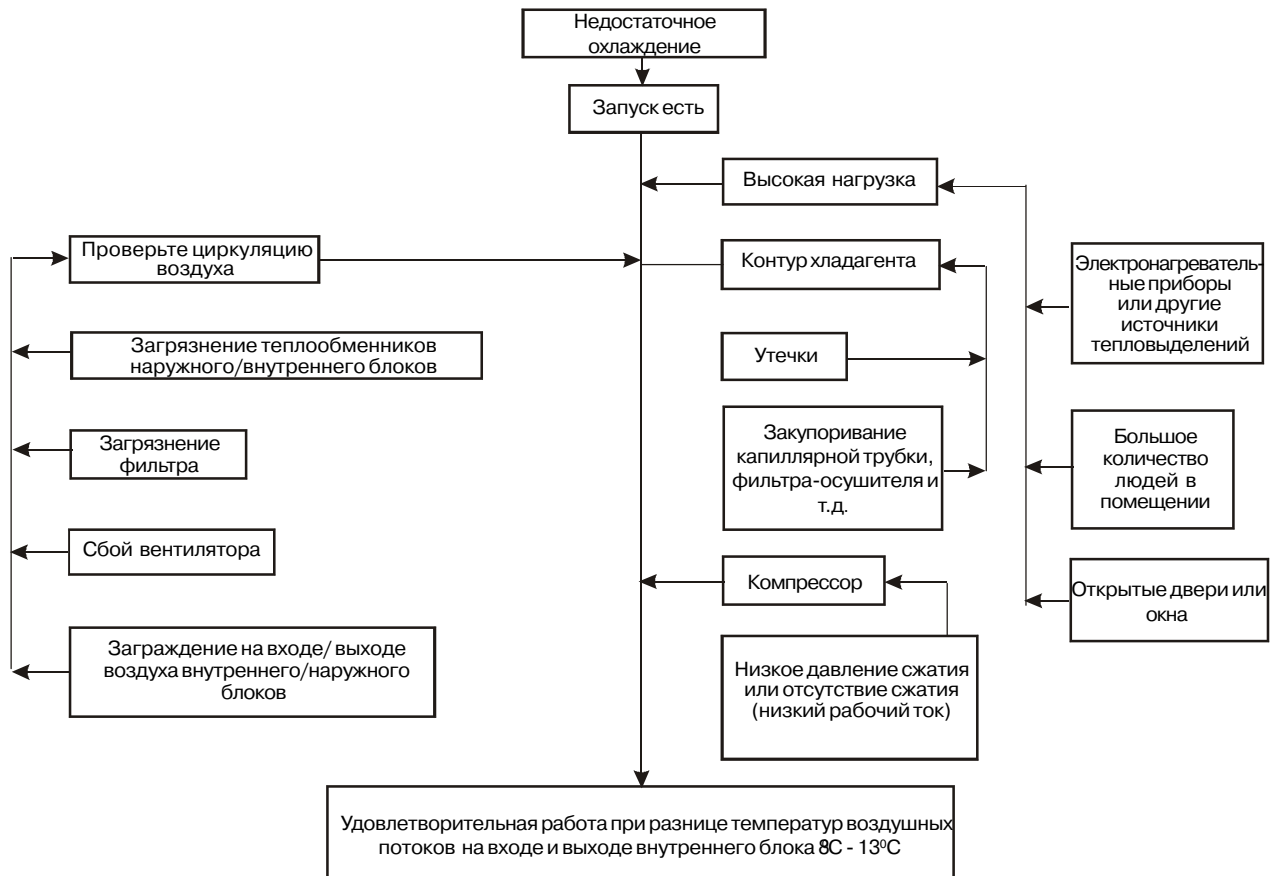 Недостаточное
охлаждение
Запуск есть
Высокая нагрузка
Проверьте циркуляцию
воздуха
Контур хладагента
Электронагреватель-
ные приборы
или другие
источники
тепловыделений
Загрязнение теплообменников
наружного/внутреннего блоков
Утечки
Загрязнение
фильтра
Закупоривание
капиллярной трубки,
фильтра-осушителя и
т.д.
Большое
количество
людей в
помещении
Сбой вентилятора
Компрессор
Открытые двери или
окна
Заграждение на входе/ выходе
воздуха внутреннего/наружного
блоков
Низкое давление сжатия
или отсутствие сжатия
(низкий рабочий ток)
Удовлетворительная работа при разнице температур воздушных
потоков на входе и выходе внутреннего блока 8С - 13⁰С